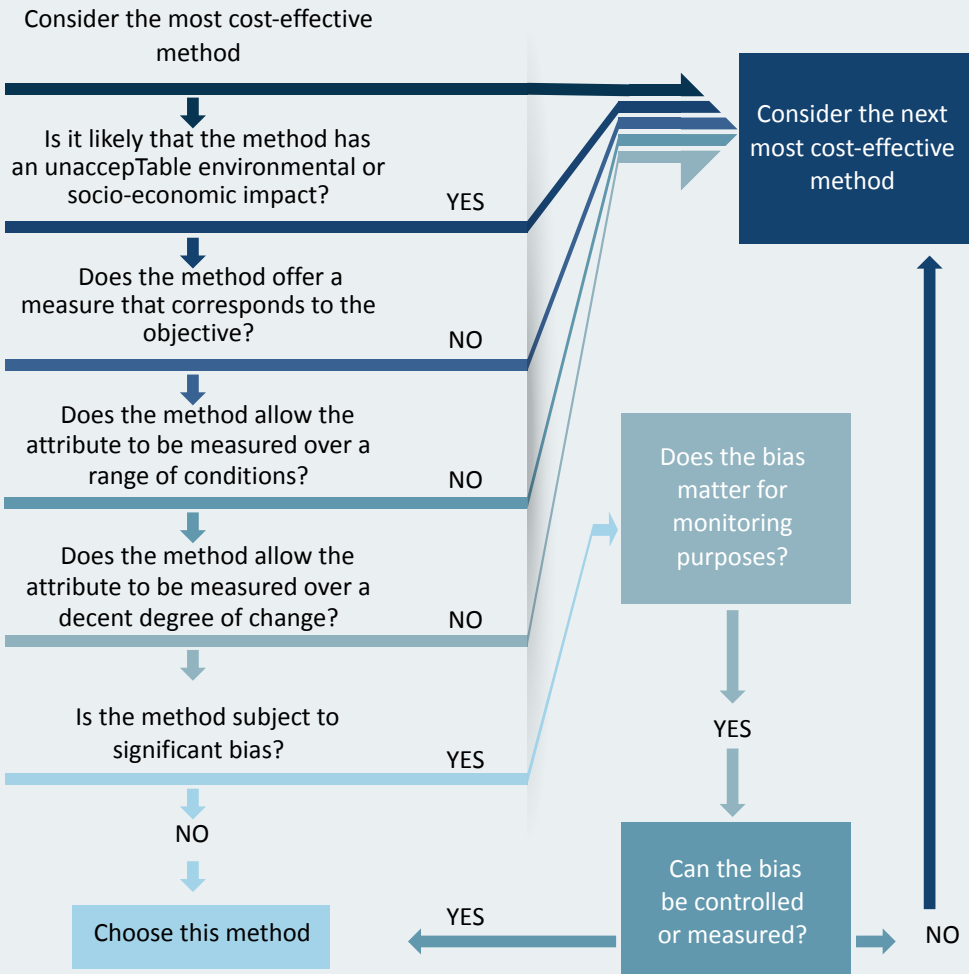 Consider the most cost-effective
method
Is it likely that the method has
an unaccepTable environmental or
socio-economic impact?
YES
Does the method offer a
measure that corresponds to the
objective?
NO
Does the method allow the
attribute to be measured over a
range of conditions?
NO
Does the method allow the
attribute to be measured over a
decent degree of change?
NO
Is the method subject to
significant bias?
YES
NO
Choose this method
Consider the next
most cost-effective
method
Does the bias
matter for
monitoring
purposes?
YES
Can the bias
be controlled
or measured?
YES
NO